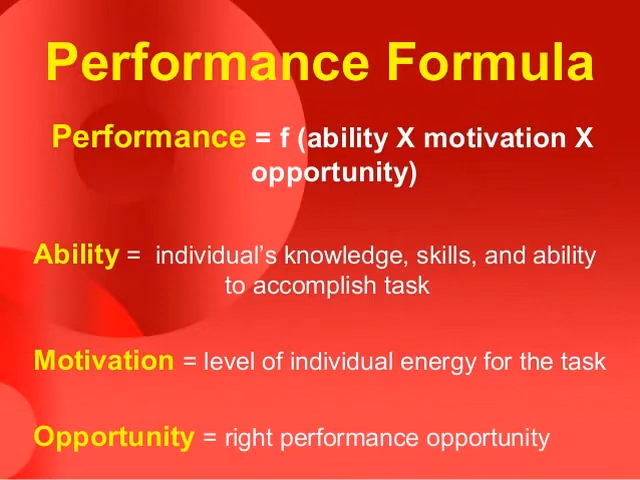 Performance Formula
Performance = f (ability X motivation X
opportunity)
Ability = individual’s knowledge, skills, and ability
to accomplish task
Motivation = level of individual energy for the task
Opportunity = right performance opportunity